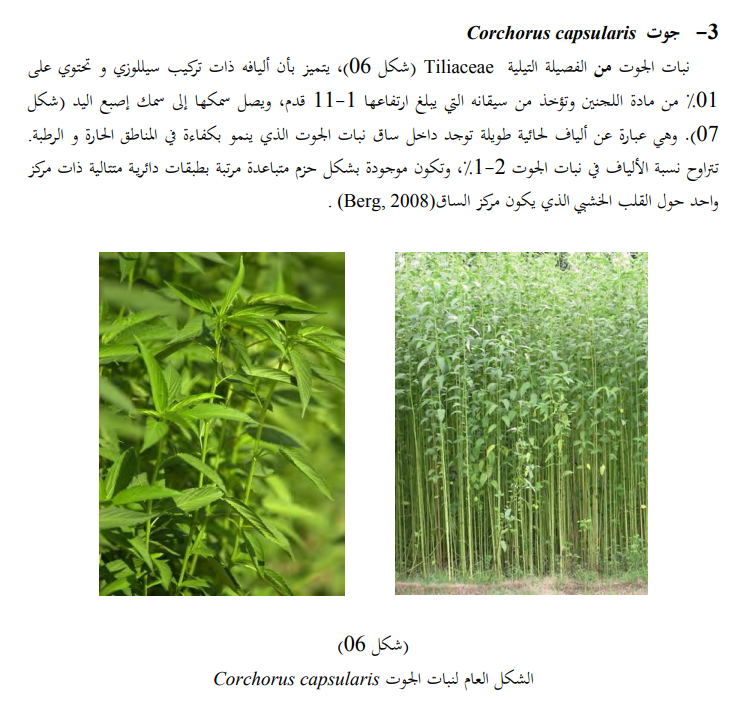 3- جوت Corchorus capsularis
نبات الجوت من الفصيلة التيلية Tiliaceae (شكل 06)، يتميز بأن أليافه ذات تركيب سيللوزي و تحتوي على
01٪ من مادة اللجنين وتؤخذ من سيقانه التي يبلغ ارتفاعها 1-11 قدم، ويصل سمكها إلى سمك إصبع اليد (شكل
07). وهي عبارة عن ألياف لحائية طويلة توجد داخل ساق نبات الجوت الذي ينمو بكفاءة في المناطق الحارة و الرطبة.
تتراوح نسبة الألياف في نبات الجوت 2-1٪، وتكون موجودة بشكل حزم متباعدة مرتبة بطبقات دائرية متتالية ذات مركز
واحد حول القلب الخشبي الذي يكون مركز الساق(Berg, 2008) .
(شكل 06)
الشكل العام لنبات الجوت Corchorus capsularis